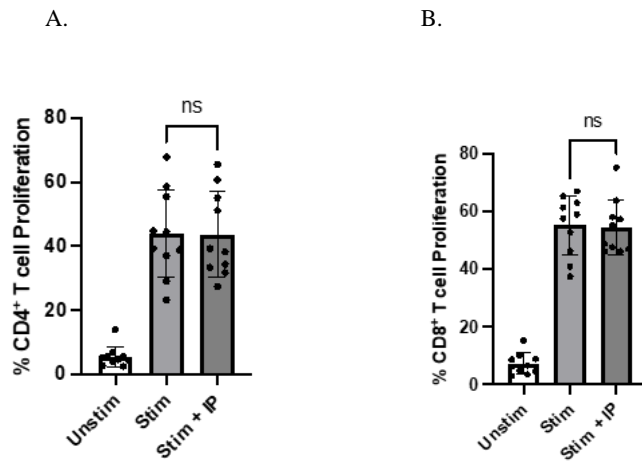 A.
ns
% CD4⁺ T cell Proliferation
80
60
40
20
0
Unstim
Stim
Stim + IP
B.
ns
% CD8⁺ T cell Proliferation
80
60
40
20
0
Unstim
Stim
Stim + IP